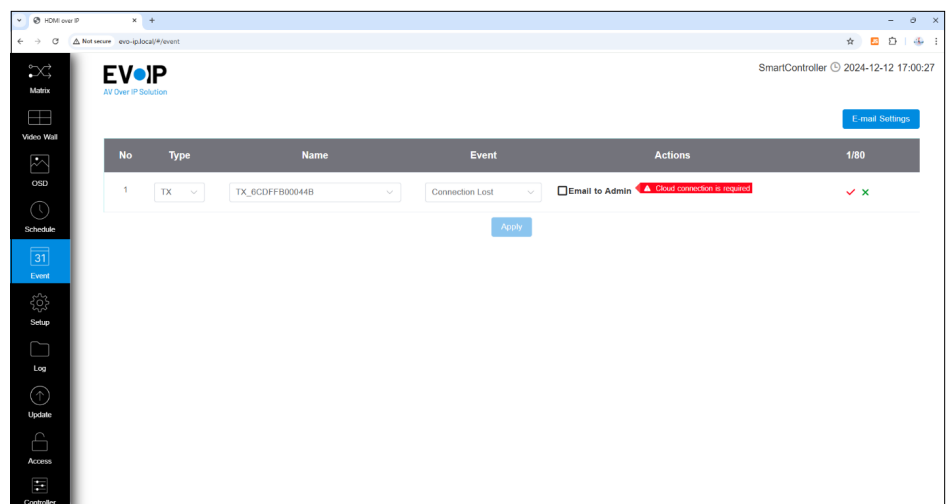 HDMI over IP
Not secure evo-ip.local/#/event
Matrix
Video Wall
OSD
Schedule
31
Event
Setup
Log
Update
Access
Controller
EVOIP
AV Over IP Solution
SmartController 2024-12-12 17:00:27
E-mail Settings
No Type Name Event Actions 1/80
1 TX TX_6CDFFB00044B Connection Lost Email to Admin Cloud connection is required
Apply